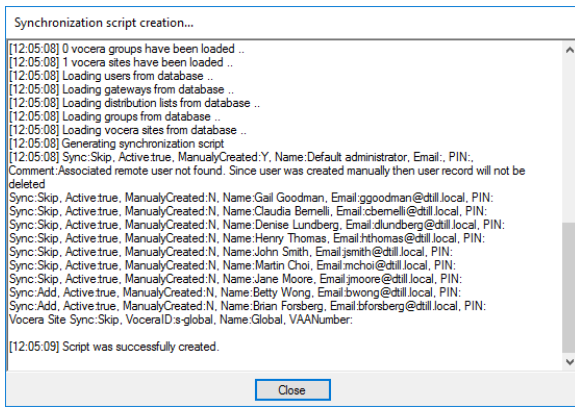 Synchronization script creation...
[12:05:08] 0 vocera groups have been loaded ..
[12:05:08] 1 vocera sites have been loaded ..
[12:05:08] Loading users from database ..
[12:05:08] Loading gateways from database ..
[12:05:08] Loading distribution lists from database ..
[12:05:08] Loading groups from database ..
[12:05:08] Loading vocera sites from database ..
[12:05:08] Generating synchronization script
[12:05:08] Sync:Skip, Active:true, ManualyCreated:Y, Name:Default administrator, Email:, PIN:,
Comment:Associated remote user not found. Since user was created manually then user record will not be
deleted
Sync:Skip, Active:true, ManualyCreated:N, Name:Gail Goodman, Email:ggoodman@dtill.local, PIN:
Sync:Skip, Active:true, ManualyCreated:N, Name:Claudia Bernelli, Email:cbernelli@dtill.local, PIN:
Sync:Skip, Active:true, ManualyCreated:N, Name:Denise Lundberg, Email:dlundberg@dtill.local, PIN:
Sync:Skip, Active:true, ManualyCreated:N, Name:Henry Thomas, Email:hthomas@dtill.local, PIN:
Sync:Skip, Active:true, ManualyCreated:N, Name:John Smith, Email:jsmith@dtill.local, PIN:
Sync:Skip, Active:true, ManualyCreated:N, Name:Martin Choi, Email:mchoi@dtill.local, PIN:
Sync:Skip, Active:true, ManualyCreated:N, Name:Jane Moore, Email:jmoore@dtill.local, PIN:
Sync:Add, Active:true, ManualyCreated:N, Name:Betty Wong, Email:bwong@dtill.local, PIN:
Sync:Add, Active:true, ManualyCreated:N, Name:Brian Forsberg, Email:bforsberg@dtill.local, PIN:
Vocera Site Sync:Skip, VoceraID:s-global, Name:Global, VAANumber:
[12:05:09] Script was successfully created.
Close